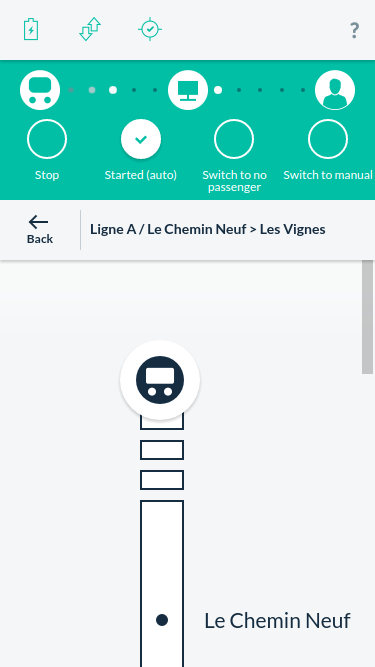 ?
Stop
Started (auto)
Switch to no
passenger
Switch to manual
Back
Ligne A / Le Chemin Neuf > Les Vignes
Le Chemin Neuf